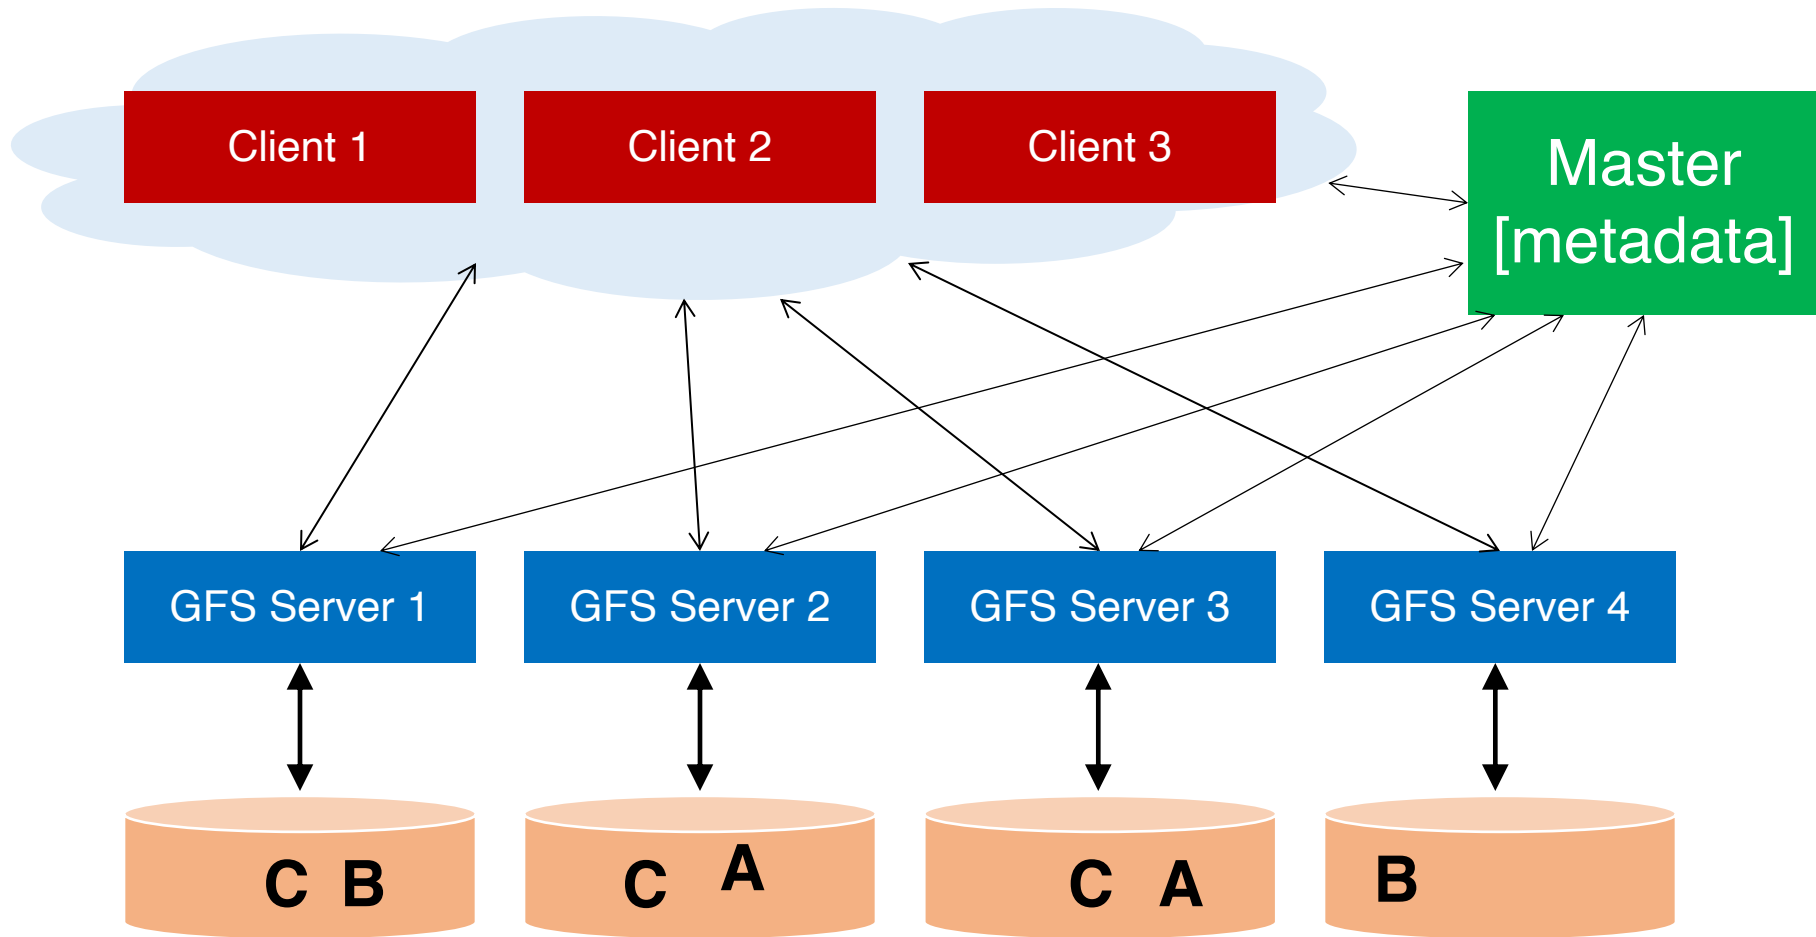 Client 1
Client 2
Client 3
Master
[metadata]
GFS Server 1
GFS Server 2
GFS Server 3
GFS Server 4
C B
C A
C A
B